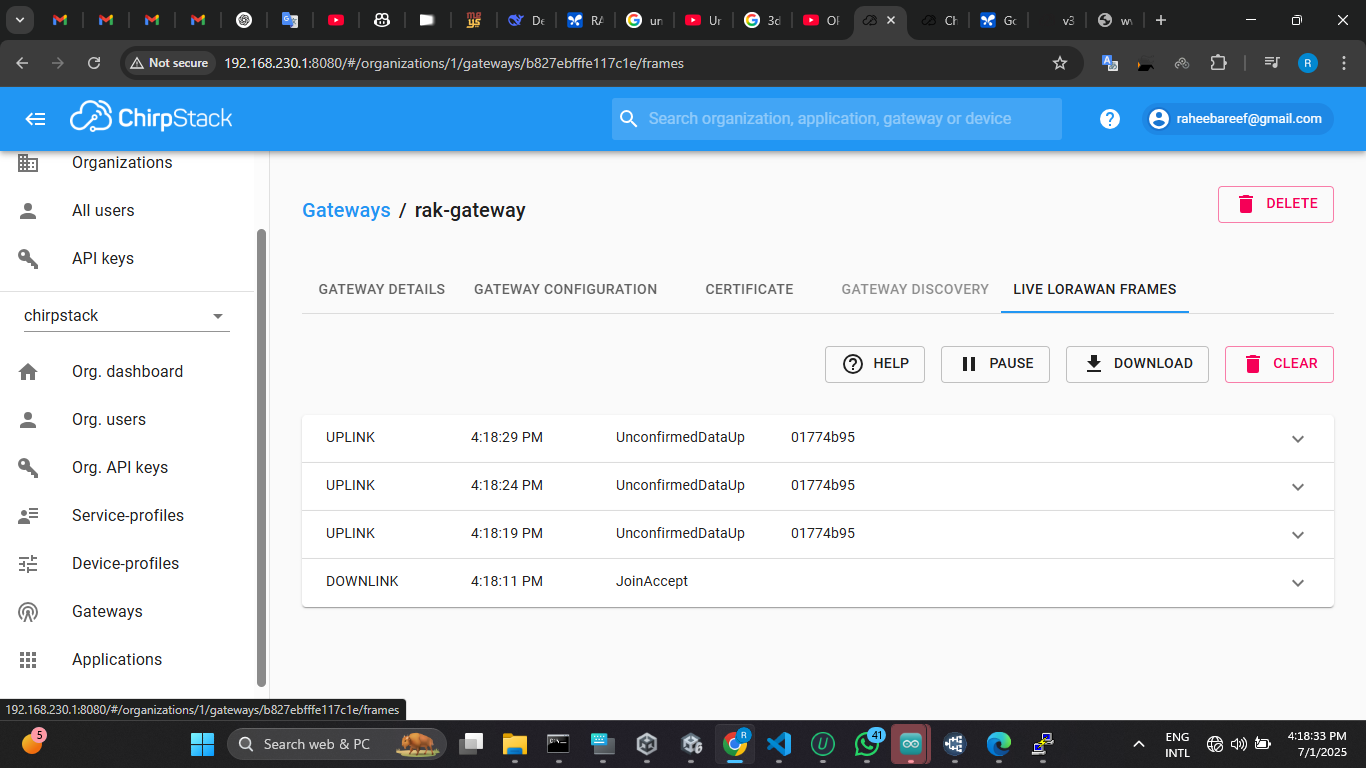 De
RA
un
Ur
3d
Of
Ch
Gc
v3
wv
Not secure
192.168.230.1:8080/#/organizations/1/gateways/b827ebfffe117c1e/frames
R
ChirpStack
Search organization, application, gateway or device
raheebareef@gmail.com
Organizations
All users
API keys
chirpstack
Org. dashboard
Org. users
Org. API keys
Service-profiles
Device-profiles
Gateways
Applications
Gateways / rak-gateway
DELETE
GATEWAY DETAILS GATEWAY CONFIGURATION CERTIFICATE GATEWAY DISCOVERY LIVE LORAWAN FRAMES
HELP PAUSE DOWNLOAD CLEAR
UPLINK 4:18:29 PM UnconfirmedDataUp 01774b95
UPLINK 4:18:24 PM UnconfirmedDataUp 01774b95
UPLINK 4:18:19 PM UnconfirmedDataUp 01774b95
DOWNLINK 4:18:11 PM JoinAccept
192.168.230.1:8080/#/organizations/1/gateways/b827ebfffe117c1e/frames
5
Search web & PC
R
41
ENG
INTL
4:18:33 PM
7/1/2025